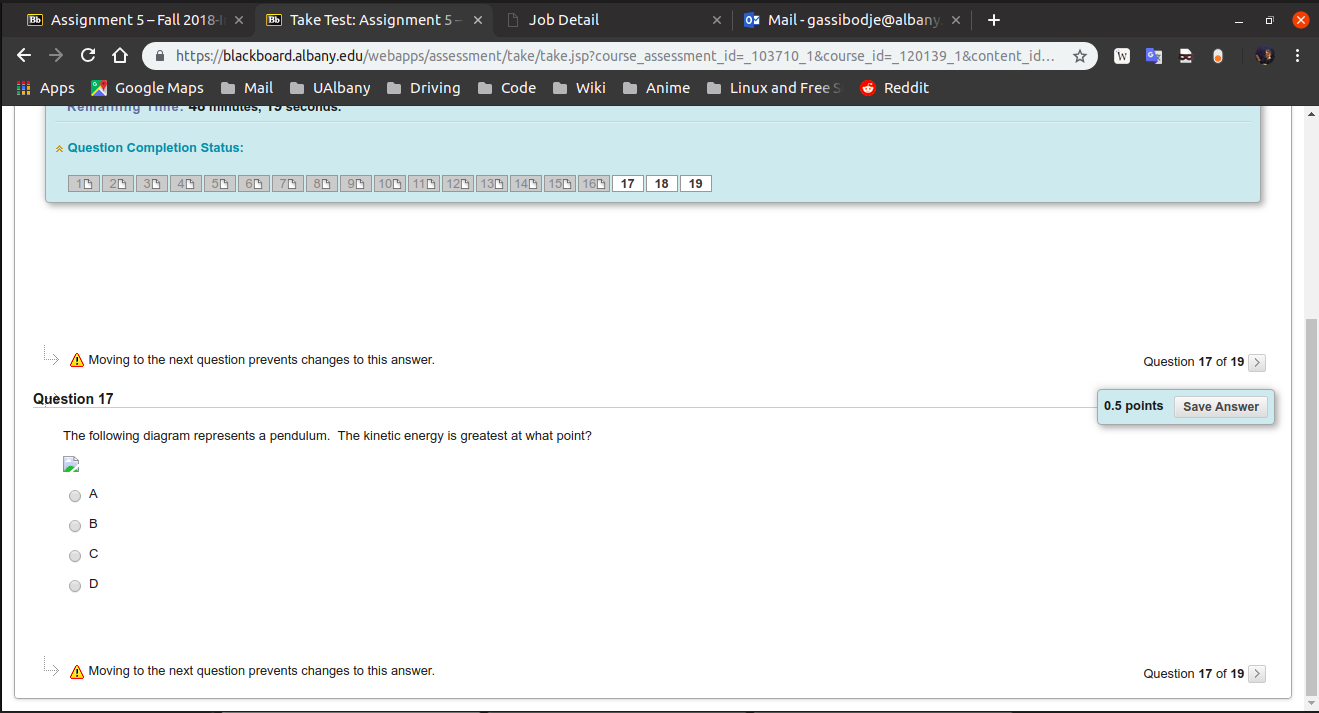 Assignment 5 – Fall 2018-
Take Test: Assignment 5 –
Job Detail
Mail - gassibodje@albany.
https://blackboard.albany.edu/webapps/assessment/take/take.jsp?course_assessment_id=_103710_1&course_id=_120139_1&content_id...
Apps Google Maps Mail UAlbany Driving Code Wiki Anime Linux and Free S Reddit
Remaining Time: 48 minutes, 19 seconds.
Question Completion Status:
1 2 3 4 5 6 7 8 9 10 11 12 13 14 15 16 17 18 19
Moving to the next question prevents changes to this answer.
Question 17 of 19 >
Question 17
0.5 points Save Answer
The following diagram represents a pendulum. The kinetic energy is greatest at what point?
A
B
C
D
Moving to the next question prevents changes to this answer.
Question 17 of 19 >